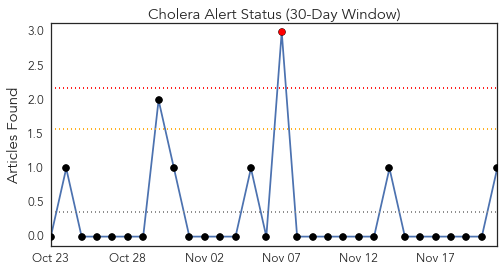 Cholera Alert Status (30-Day Window)
Articles Found
3.0
2.5
2.0
1.5
1.0
0.5
0.0
Oct 23 Oct 28 Nov 02 Nov 07 Nov 12 Nov 17